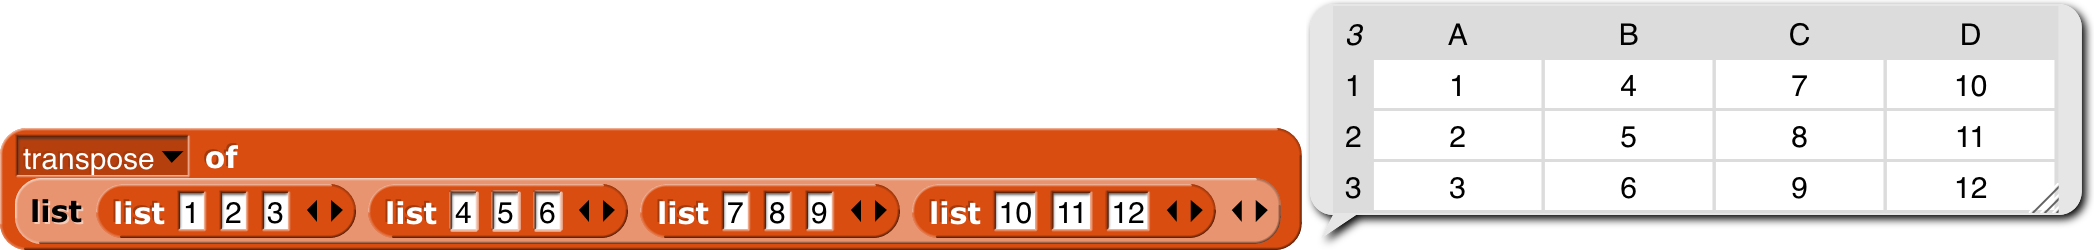 transpose of
list list 1 2 3 list 4 5 6 list 7 8 9 list 10 11 12
3 A B C D
1 1 4 7 10
2 2 5 8 11
3 3 6 9 12